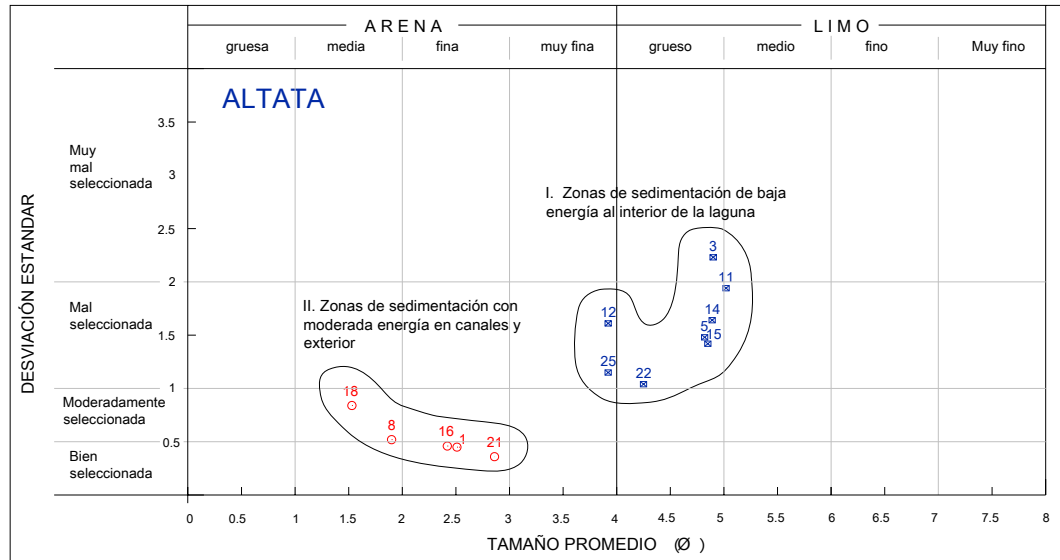 A R E N A
L I M O
gruesa
media
fina
muy fina
grueso
medio
fino
Muy fino
ALTATA
DESVIACIÓN ESTANDAR
Muy
mal
seleccionada
Mal
seleccionada
Moderadamente
seleccionada
Bien
seleccionada
3.5
3
2.5
2
1.5
1
0.5
I. Zonas de sedimentación de baja
energía al interior de la laguna
3
11
12
14
5
15
25
22
II. Zonas de sedimentación con
moderada energía en canales y
exterior
18
8
16
1
21
0
0.5
1
1.5
2
2.5
3
3.5
4
4.5
5
5.5
6
6.5
7
7.5
8
TAMAÑO PROMEDIO (Ø )